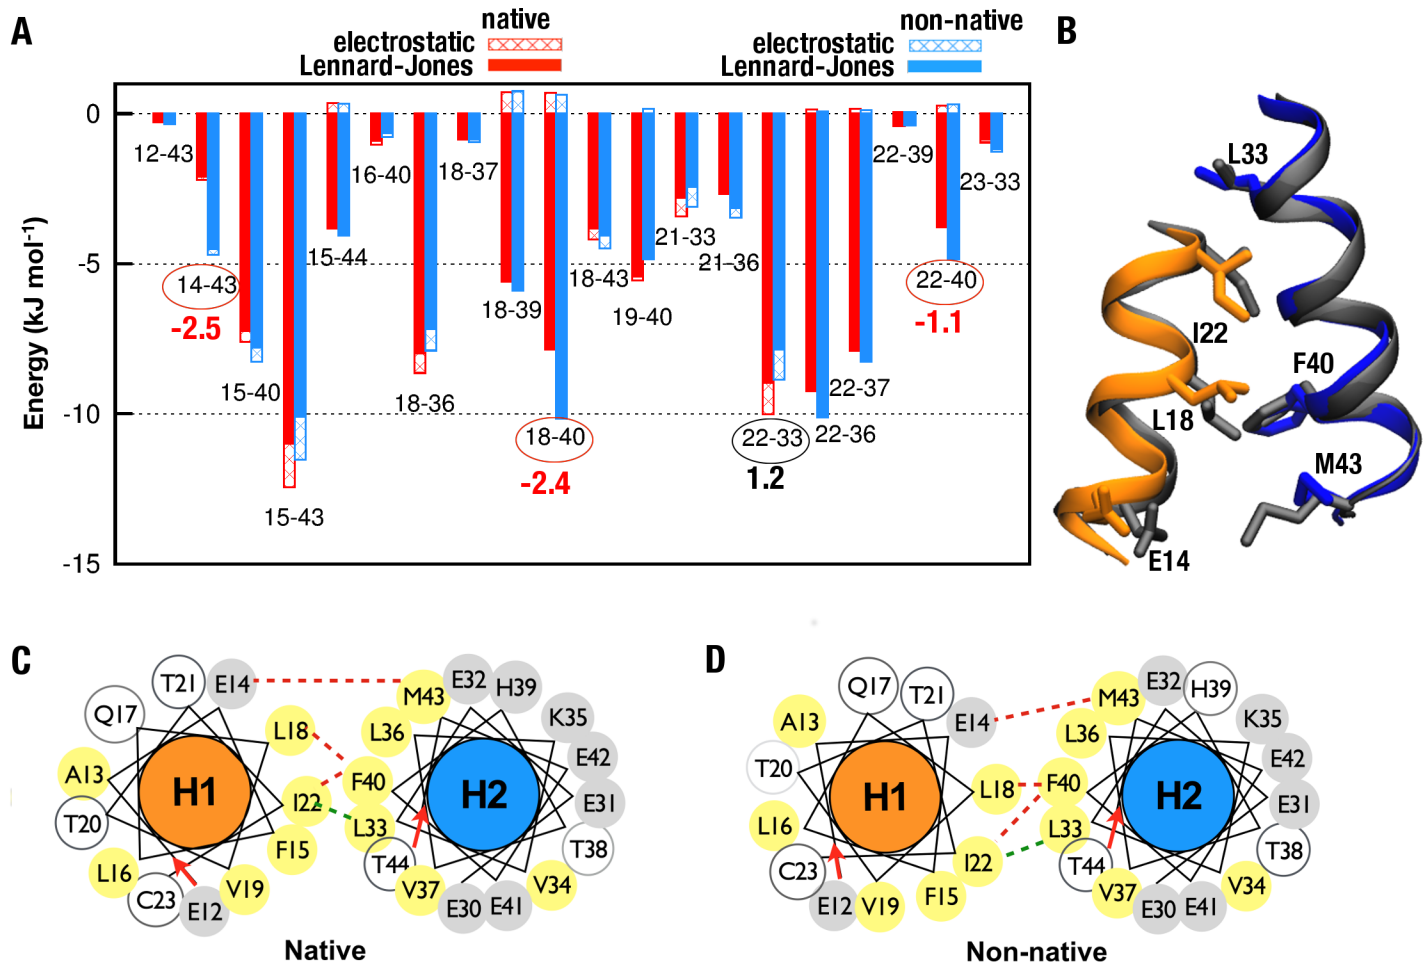 A
native
non-native
electrostatic
electrostatic
Lennard-Jones
Lennard-Jones
B
Energy (kJ mol⁻¹)
0
-5
-10
-15
12-43
14-43
-2.5
15-40
15-43
15-44
16-40
18-36
18-37
18-39
18-40
-2.4
18-43
19-40
21-33
21-36
22-33
1.2
22-36
22-37
22-39
22-40
-1.1
23-33
L33
I22
F40
L18
M43
E14
C
T21
E14
Q17
L18
A13
H1
I22
T20
F15
L16
C23
E12
V19
M43
E32
H39
L36
K35
F40
E42
H2
L33
E31
T44
T38
V37
V34
E30
E41
Native
D
Q17
T21
A13
E14
T20
H1
L18
L16
I22
C23
E12
V19
F15
M43
E32
H39
L36
K35
F40
E42
H2
L33
E31
T44
T38
V37
V34
E30
E41
Non-native